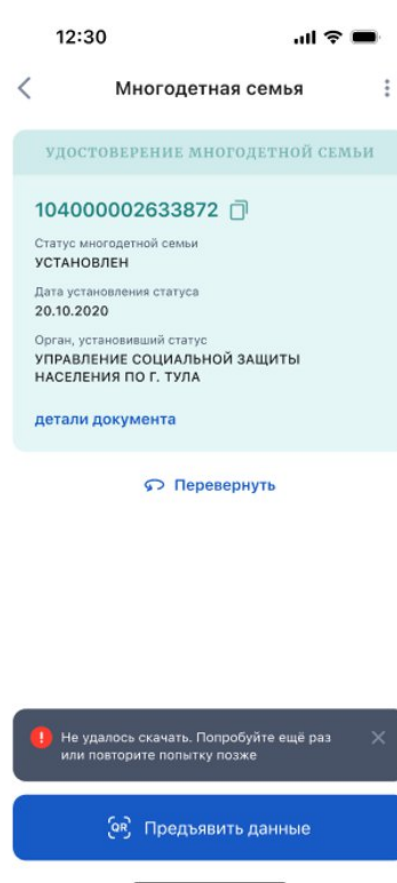 12:30
Многодетная семья
УДОСТОВЕРЕНИЕ МНОГОДЕТНОЙ СЕМЬИ
104000002633872
Статус многодетной семьи
УСТАНОВЛЕН
Дата установления статуса
20.10.2020
Орган, установивший статус
УПРАВЛЕНИЕ СОЦИАЛЬНОЙ ЗАЩИТЫ
НАСЕЛЕНИЯ ПО Г. ТУЛА
детали документа
Перевернуть
Не удалось скачать. Попробуйте ещё раз
или повторите попытку позже
QR Предъявить данные